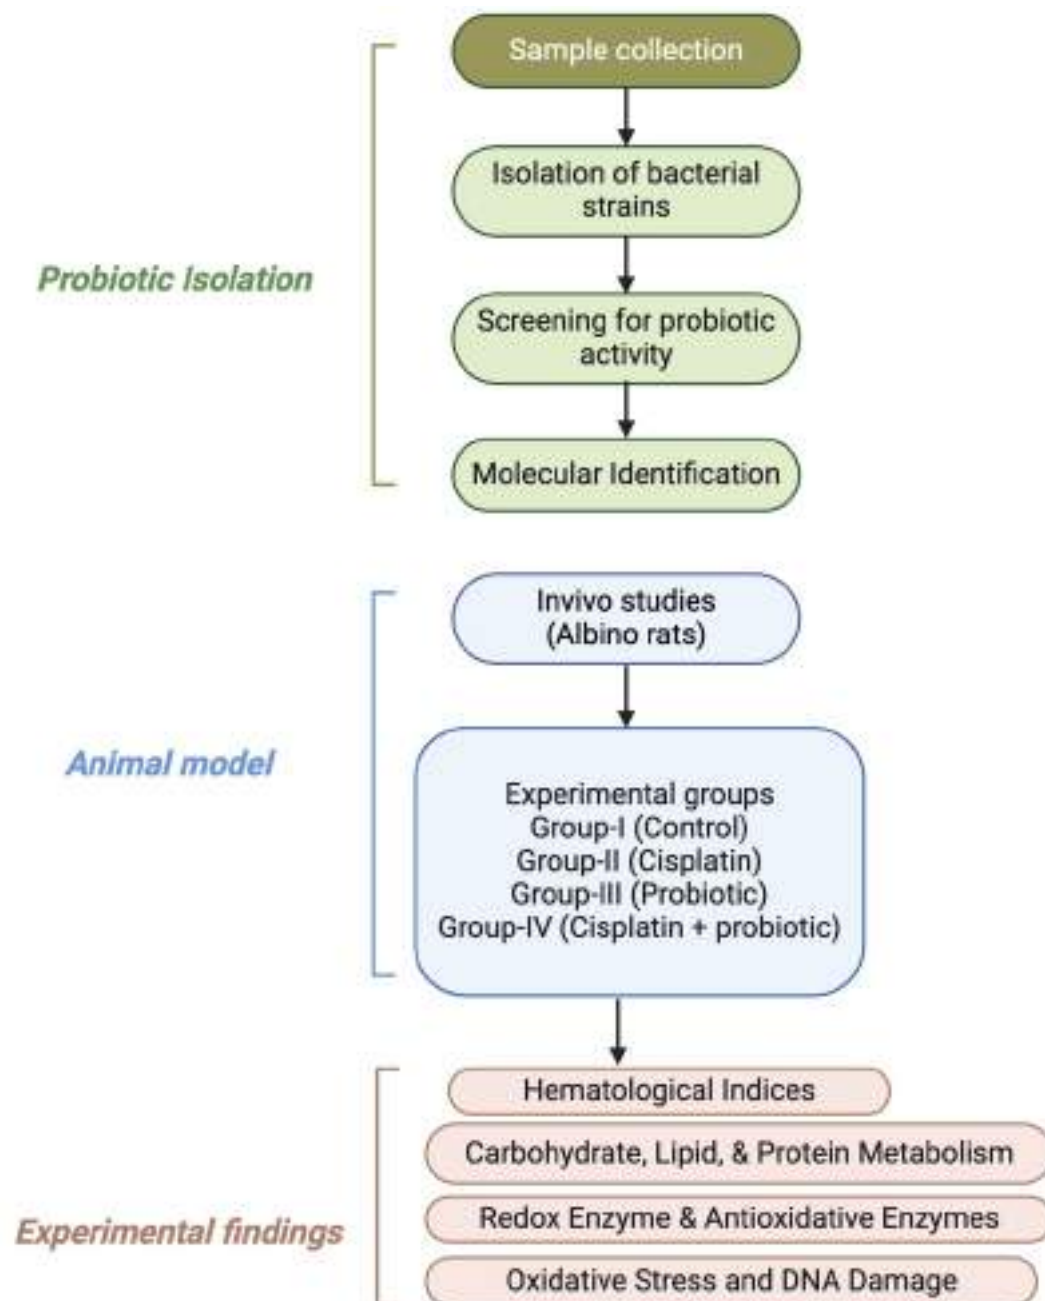 Sample collection
Isolation of bacterial
strains
Probiotic Isolation
Screening for probiotic
activity
Molecular Identification
Invivo studies
(Albino rats)
Animal model
Experimental groups
Group-I (Control)
Group-II (Cisplatin)
Group-III (Probiotic)
Group-IV (Cisplatin + probiotic)
Hematological Indices
Carbohydrate, Lipid, & Protein Metabolism
Experimental findings
Redox Enzyme & Antioxidative Enzymes
Oxidative Stress and DNA Damage